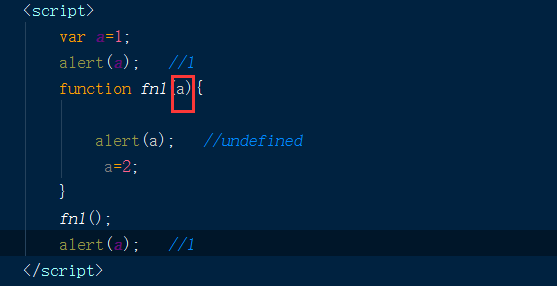 <script>
var a=1;
alert(a);   //1
function fn1(a){
alert(a);   //undefined
a=2;
}
fn1();
alert(a);   //1
</script>